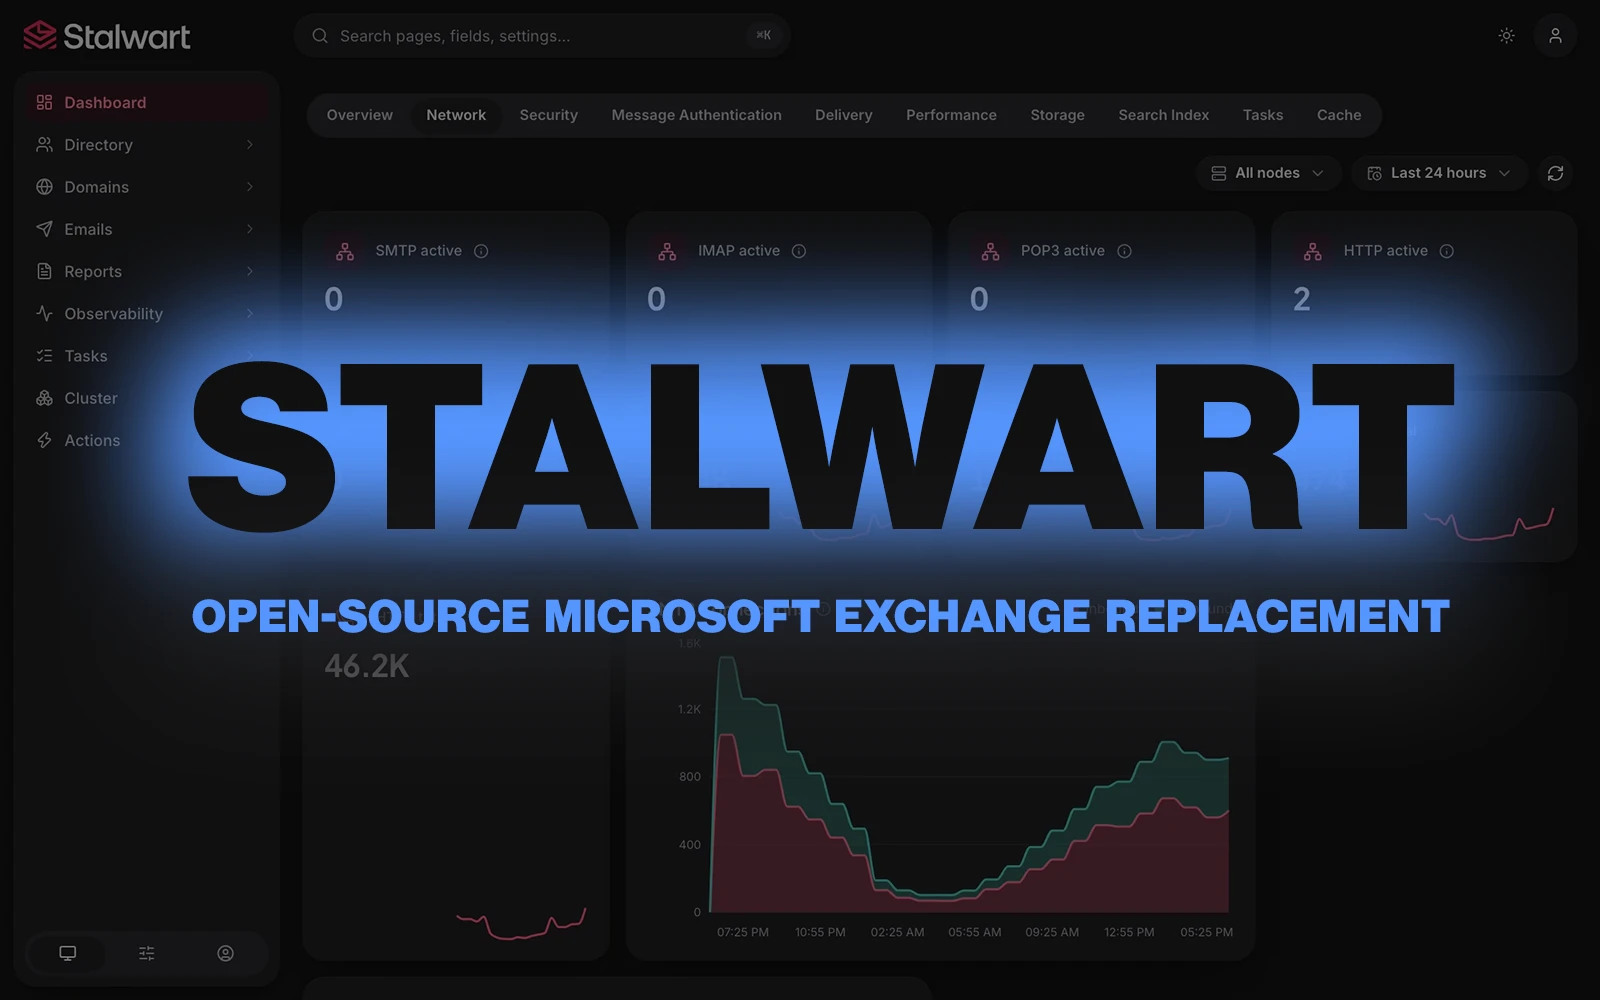 Stalwart
Search pages, fields, settings...
⌘K
Dashboard
Directory
Domains
Emails
Reports
Observability
Tasks
Cluster
Actions
Overview
Network
Security
Message Authentication
Delivery
Performance
Storage
Search Index
Tasks
Cache
All nodes
Last 24 hours
SMTP active
0
IMAP active
0
POP3 active
0
HTTP active
2
STALWART
OPEN-SOURCE MICROSOFT EXCHANGE REPLACEMENT
46.2K
1.6K
1.2K
800
400
0
07:25 PM
10:55 PM
02:25 AM
05:55 AM
09:25 AM
12:55 PM
05:25 PM